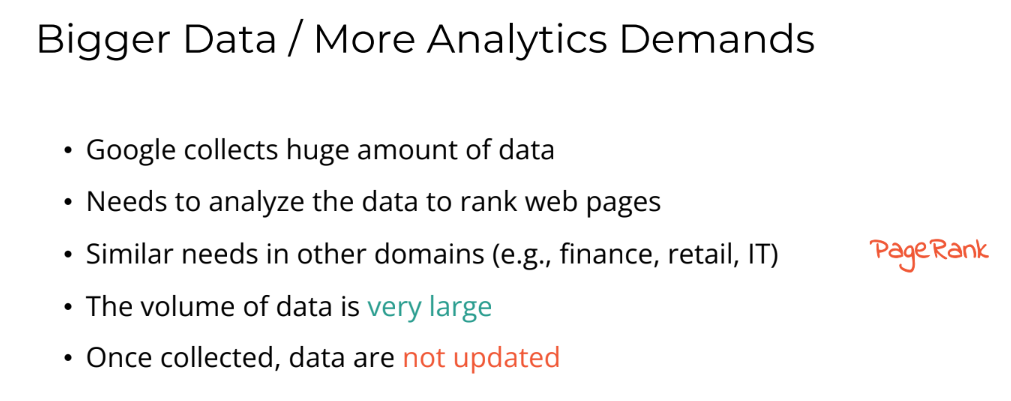 Bigger Data / More Analytics Demands
• Google collects huge amount of data
• Needs to analyze the data to rank web pages
• Similar needs in other domains (e.g., finance, retail, IT)
PageRank
• The volume of data is very large
• Once collected, data are not updated